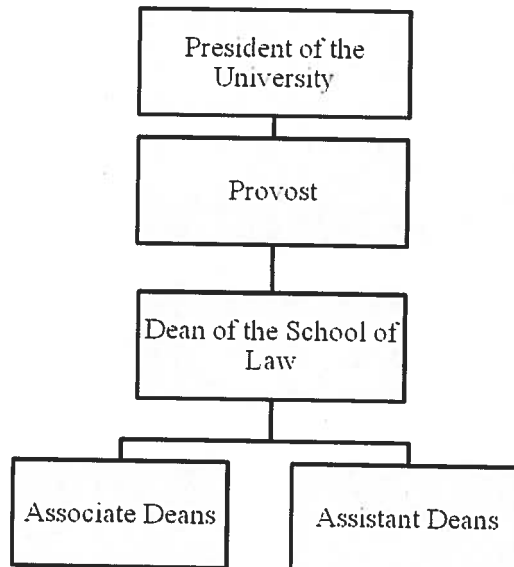 President of the
University
Provost
Dean of the School of
Law
Associate Deans
Assistant Deans